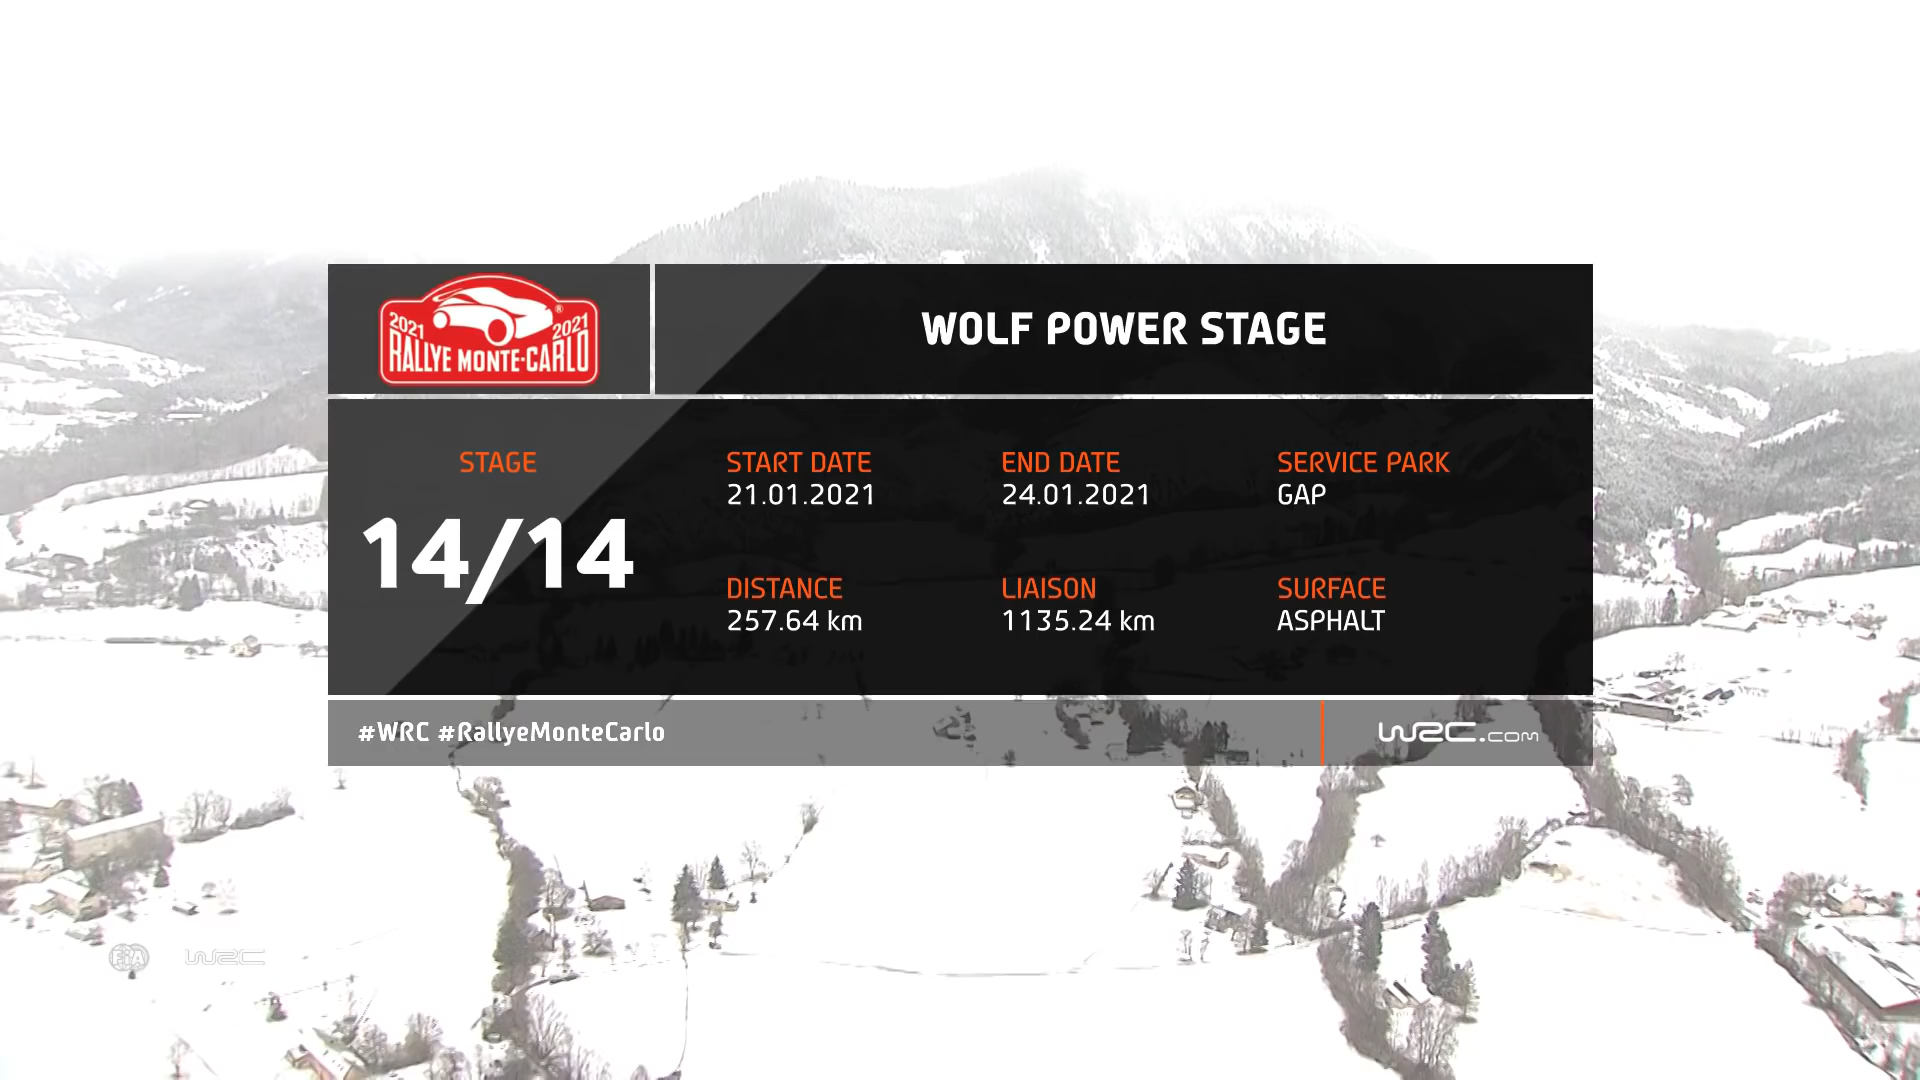 2021 2021
RALLYE MONTE-CARLO
®
WOLF POWER STAGE
STAGE
14/14
START DATE
21.01.2021
END DATE
24.01.2021
SERVICE PARK
GAP
DISTANCE
257.64 km
LIAISON
1135.24 km
SURFACE
ASPHALT
#WRC #RallyeMonteCarlo
WRC.com
FIA WRC